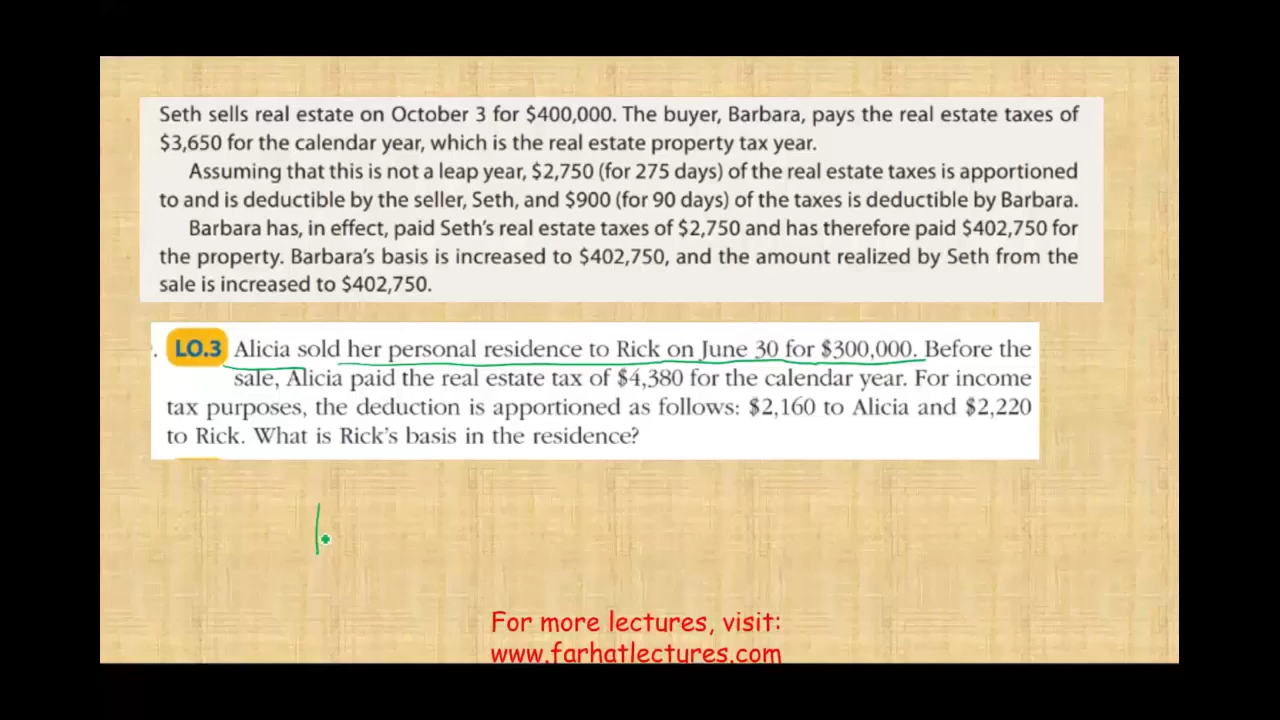 Seth sells real estate on October 3 for $400,000. The buyer, Barbara, pays the real estate taxes of
$3,650 for the calendar year, which is the real estate property tax year.
Assuming that this is not a leap year, $2,750 (for 275 days) of the real estate taxes is apportioned
to and is deductible by the seller, Seth, and $900 (for 90 days) of the taxes is deductible by Barbara.
Barbara has, in effect, paid Seth's real estate taxes of $2,750 and has therefore paid $402,750 for
the property. Barbara's basis is increased to $402,750, and the amount realized by Seth from the
sale is increased to $402,750.
. LO.3 Alicia sold her personal residence to Rick on June 30 for $300,000. Before the
sale, Alicia paid the real estate tax of $4,380 for the calendar year. For income
tax purposes, the deduction is apportioned as follows: $2,160 to Alicia and $2,220
to Rick. What is Rick's basis in the residence?
For more lectures, visit:
www.farhatlectures.com